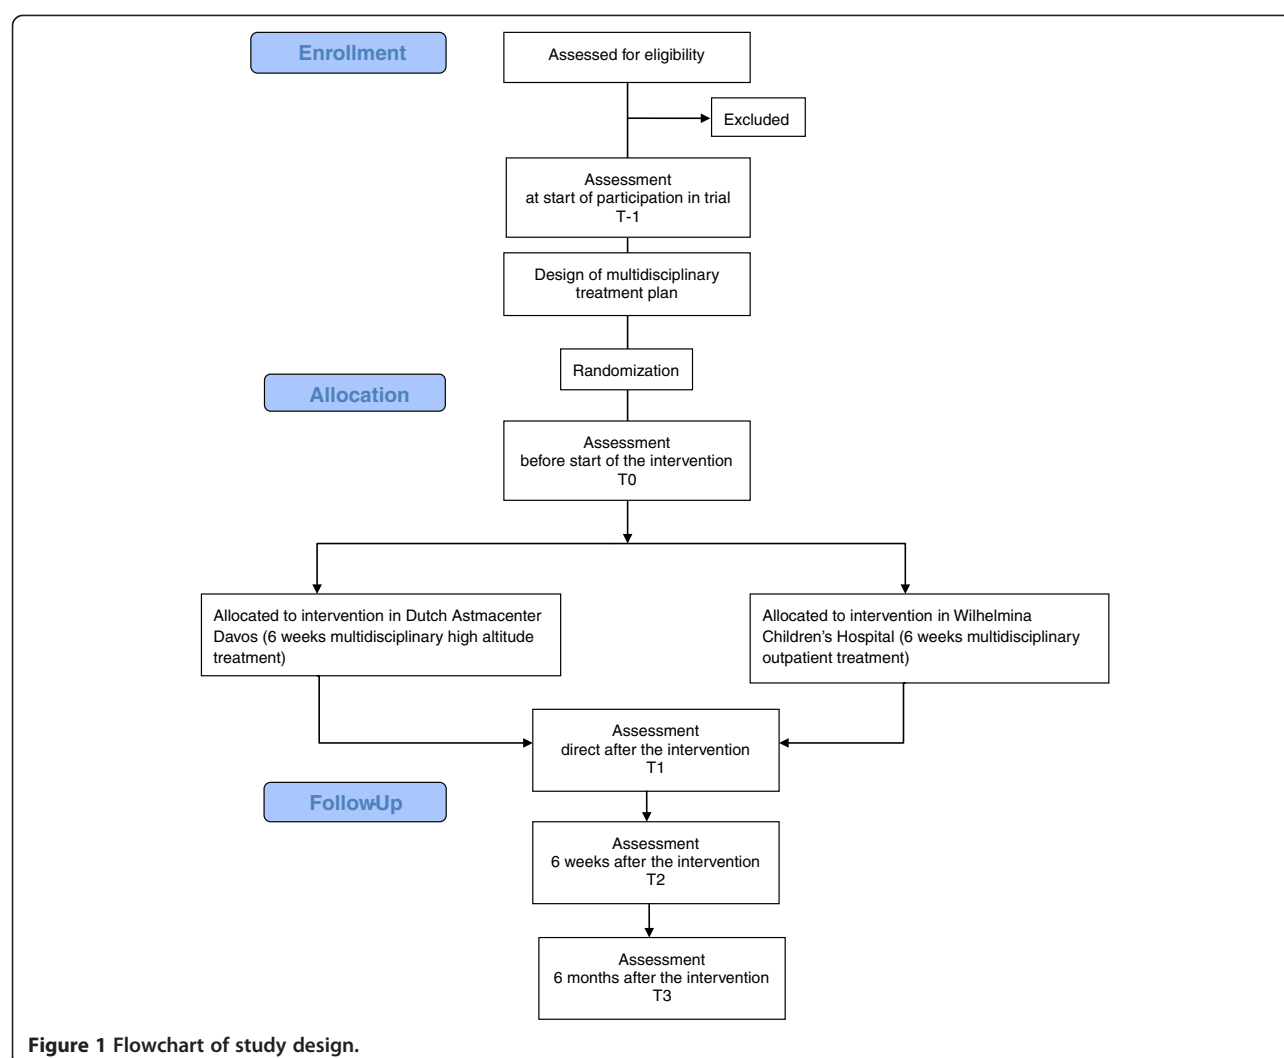 Enrollment
Assessed for eligibility
Excluded
Assessment
at start of participation in trial
T-1
Design of multidisciplinary
treatment plan
Randomization
Allocation
Assessment
before start of the intervention
T0
Allocated to intervention in Dutch Astmacenter
Davos (6 weeks multidisciplinary high altitude
treatment)
Allocated to intervention in Wilhelmina
Children's Hospital (6 weeks multidisciplinary
outpatient treatment)
Assessment
direct after the intervention
T1
Follow-Up
Assessment
6 weeks after the intervention
T2
Assessment
6 months after the intervention
T3
Figure 1 Flowchart of study design.